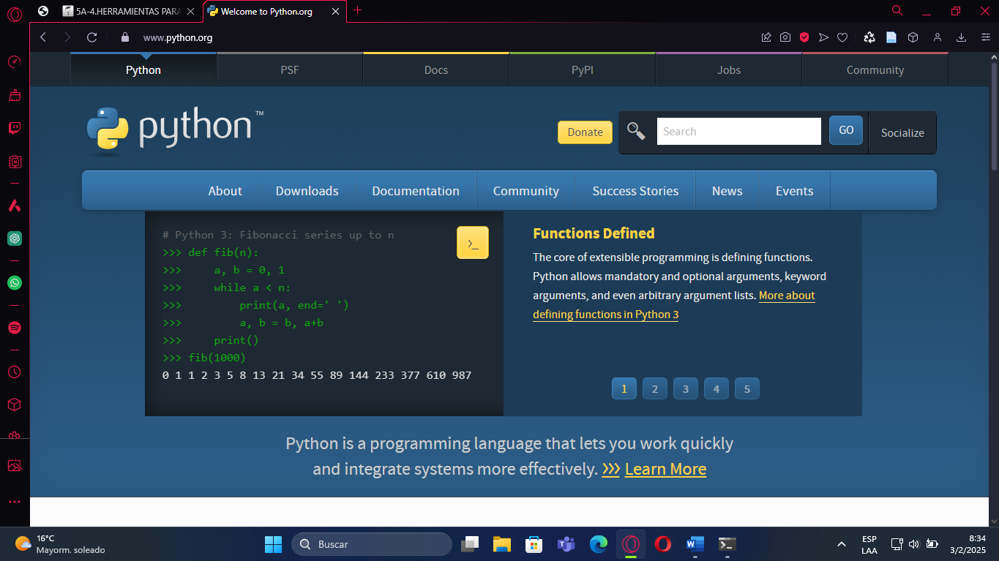 5A-4.HERRAMIENTAS PARA
Welcome to Python.org
www.python.org
Python
PSF
Docs
PyPI
Jobs
Community
python™
Donate
Search
GO
Socialize
About
Downloads
Documentation
Community
Success Stories
News
Events
# Python 3: Fibonacci series up to n
>>> def fib(n):
>>>     a, b = 0, 1
>>>     while a < n:
>>>         print(a, end=' ')
>>>         a, b = b, a+b
>>>     print()
>>> fib(1000)
0 1 1 2 3 5 8 13 21 34 55 89 144 233 377 610 987
>_
Functions Defined
The core of extensible programming is defining functions.
Python allows mandatory and optional arguments, keyword
arguments, and even arbitrary argument lists. More about
defining functions in Python 3
1 2 3 4 5
Python is a programming language that lets you work quickly
and integrate systems more effectively. >>> Learn More
16°C
Mayorm. soleado
Buscar
ESP
LAA
8:34
3/2/2025